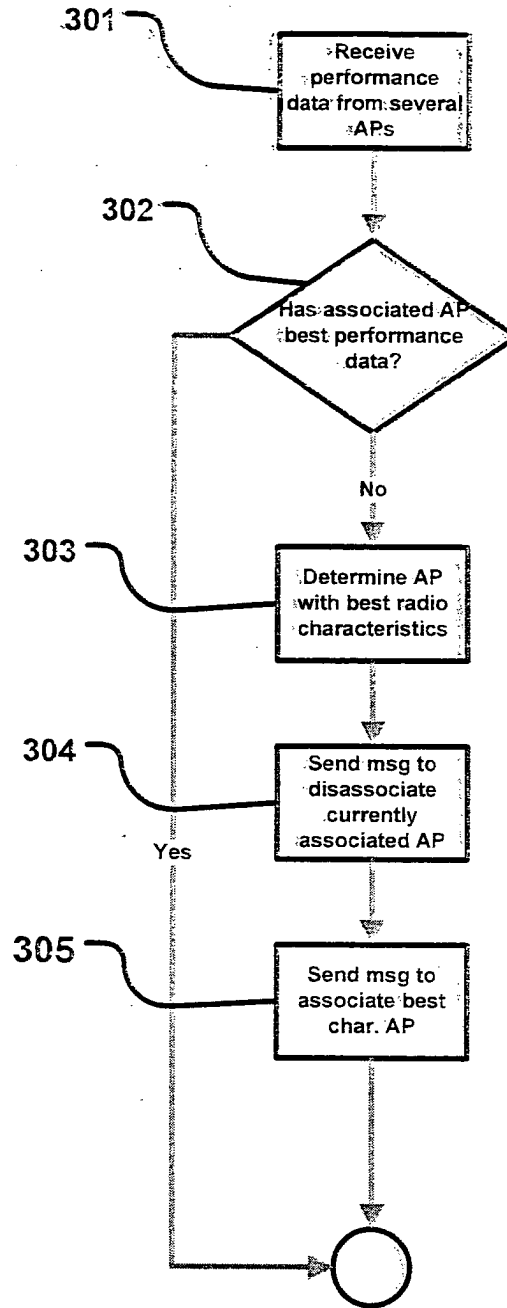 301
Receive
performance
data from several
APs
302
Has associated AP
best performance
data?
No
303
Determine AP
with best radio
characteristics
304
Send msg to
disassociate
currently
associated AP
Yes
305
Send msg to
associate best
char. AP